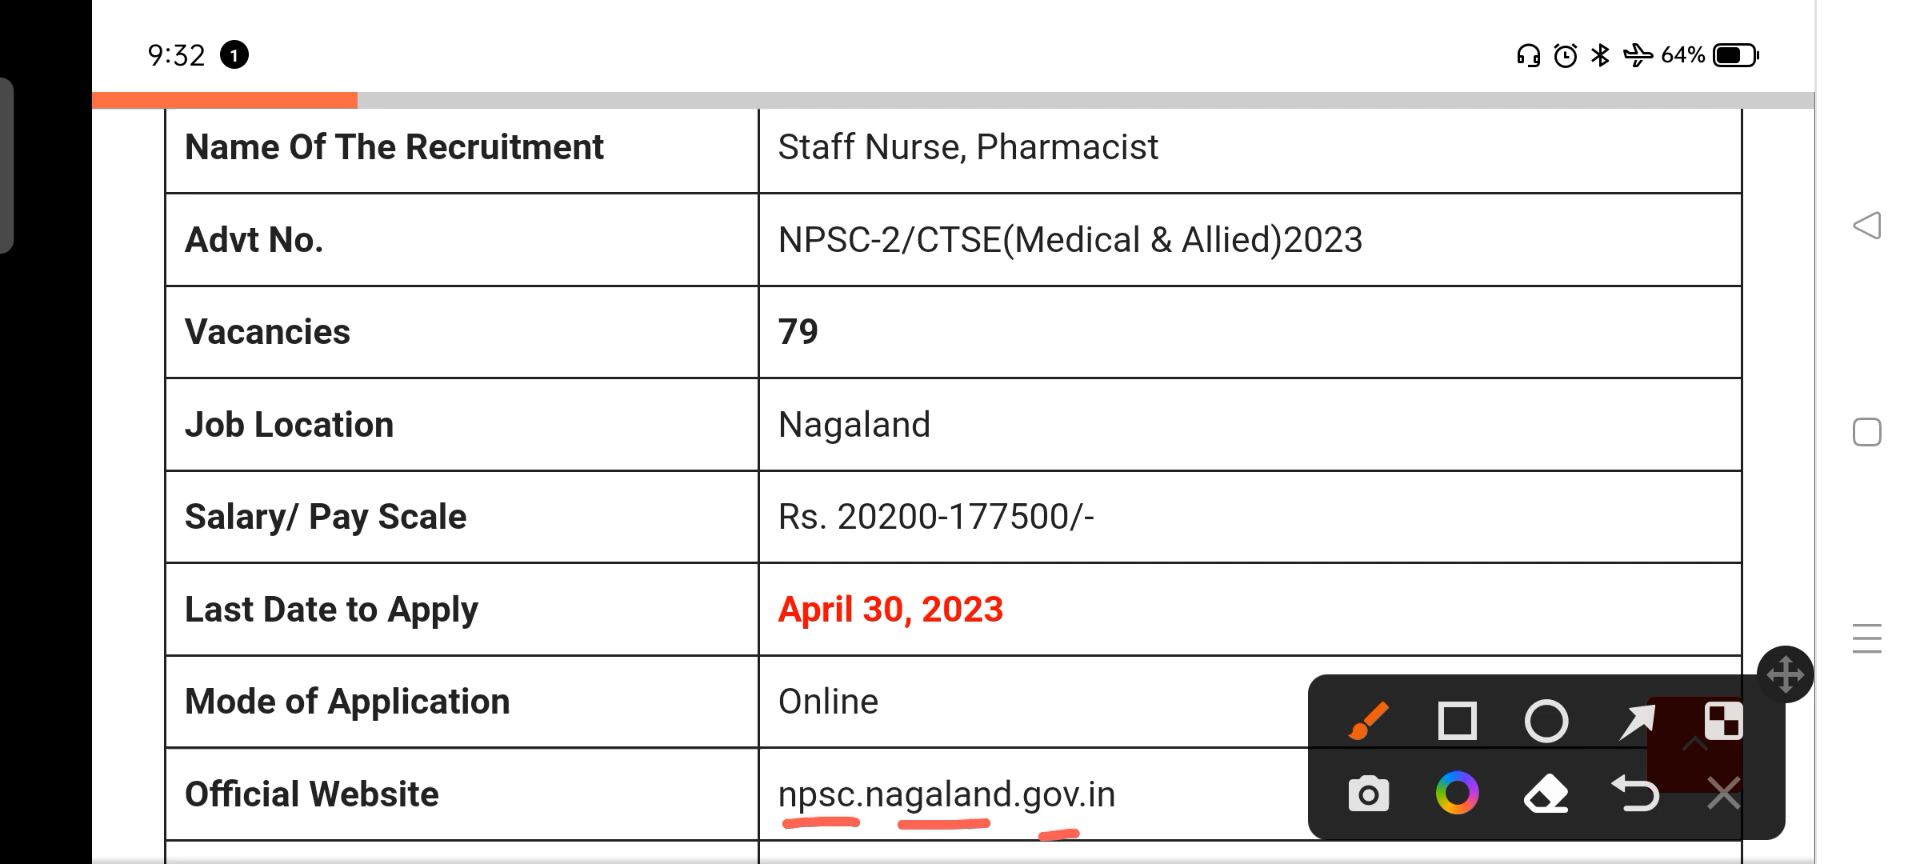 9:32 1 64%
Name Of The Recruitment Staff Nurse, Pharmacist
Advt No. NPSC-2/CTSE(Medical & Allied)2023
Vacancies 79
Job Location Nagaland
Salary/ Pay Scale Rs. 20200-177500/-
Last Date to Apply April 30, 2023
Mode of Application Online
Official Website npsc.nagaland.gov.in